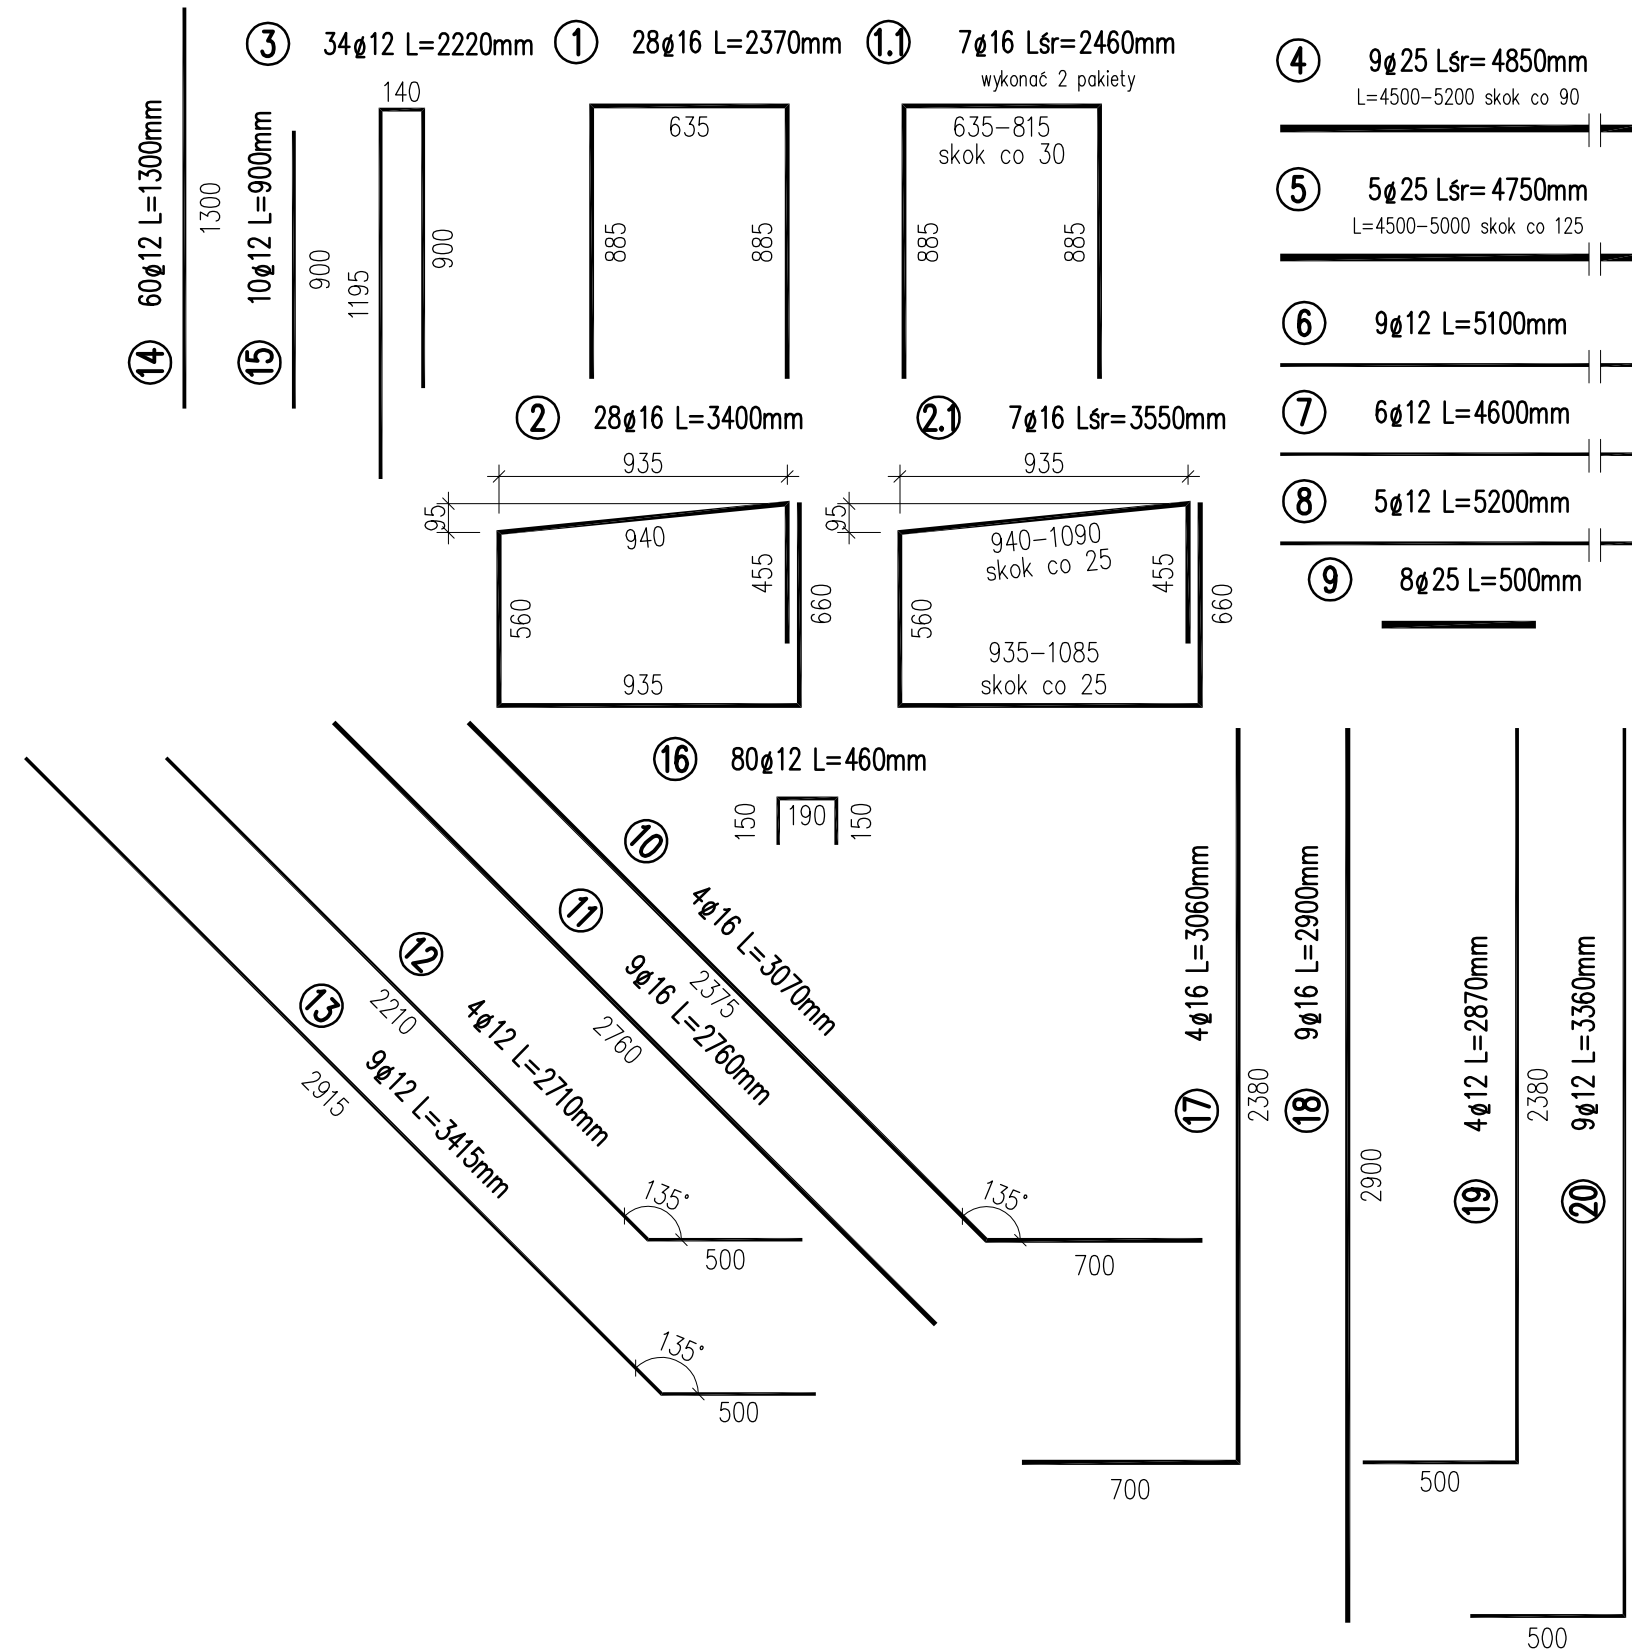 3 34ø12 L=2220mm
140
1195
900
1 28ø16 L=2370mm
635
885
885
1.1 7ø16 Lśr=2460mm
wykonać 2 pakiety
635-815
skok co 30
885
885
4 9ø25 Lśr= 4850mm
L=4500-5200 skok co 90
5 5ø25 Lśr= 4750mm
L=4500-5000 skok co 125
6 9ø12 L=5100mm
7 6ø12 L=4600mm
8 5ø12 L=5200mm
9 8ø25 L=500mm
14 60ø12 L=1300mm
1300
15 10ø12 L=900mm
900
2 28ø16 L=3400mm
935
95
940
455
560
660
935
2.1 7ø16 Lśr=3550mm
935
95
940-1090
skok co 25
455
560
660
935-1085
skok co 25
16 80ø12 L=460mm
150
190
150
10 4ø16 L=3070mm
2375
135°
700
11 9ø16 L=2760mm
2760
12 4ø12 L=2710mm
2210
135°
500
13 9ø12 L=3415mm
2915
135°
500
17 4ø16 L=3060mm
2380
700
18 9ø16 L=2900mm
2900
19 4ø12 L=2870mm
2380
500
20 9ø12 L=3360mm
500